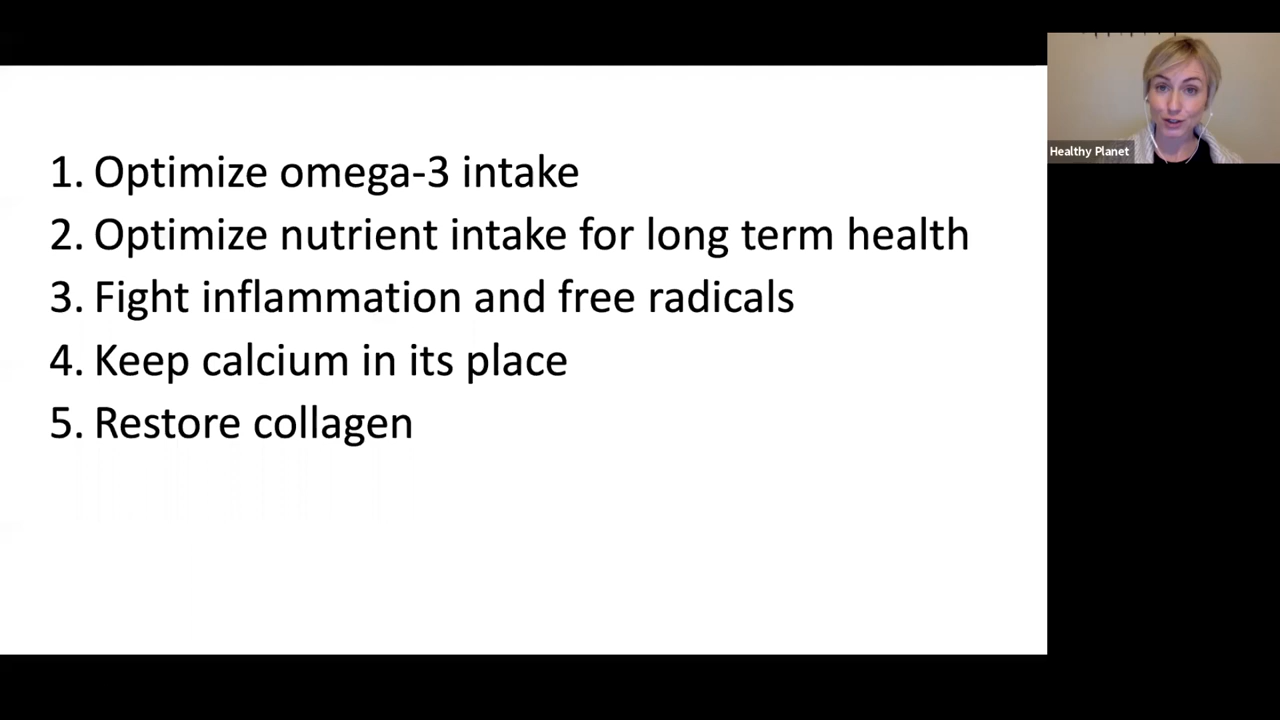 1. Optimize omega-3 intake
2. Optimize nutrient intake for long term health
3. Fight inflammation and free radicals
4. Keep calcium in its place
5. Restore collagen
Healthy Planet